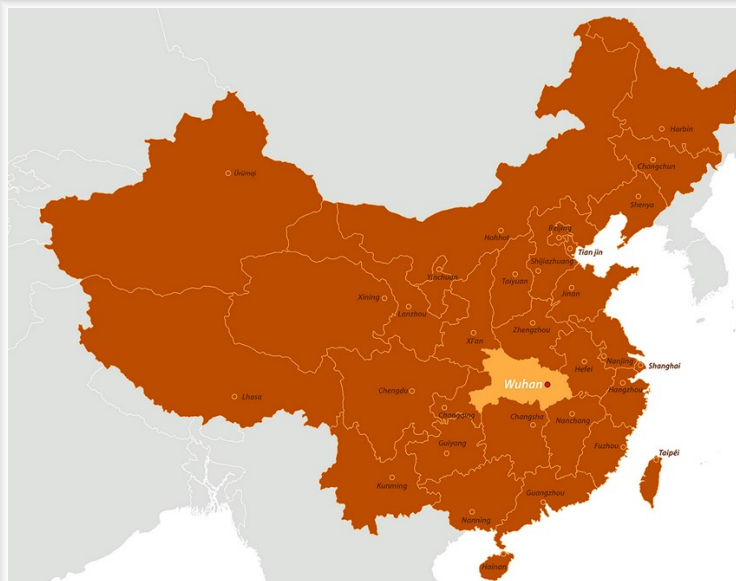 Harbin
Changchun
Ürümqi
Shenya
Beijing
Hohhot
Tianjin
Shijiazhuang
Yinchuan
Taiyuan
Jinan
Xining
Lanzhou
Zhengzhou
Xi'an
Nanjing
Shanghai
Hefei
Wuhan
Hangzhou
Chengdu
Lhasa
Chongqing
Changsha
Nanchang
Guiyang
Fuzhou
Taipéi
Kunming
Guangzhou
Nanning
Hainan